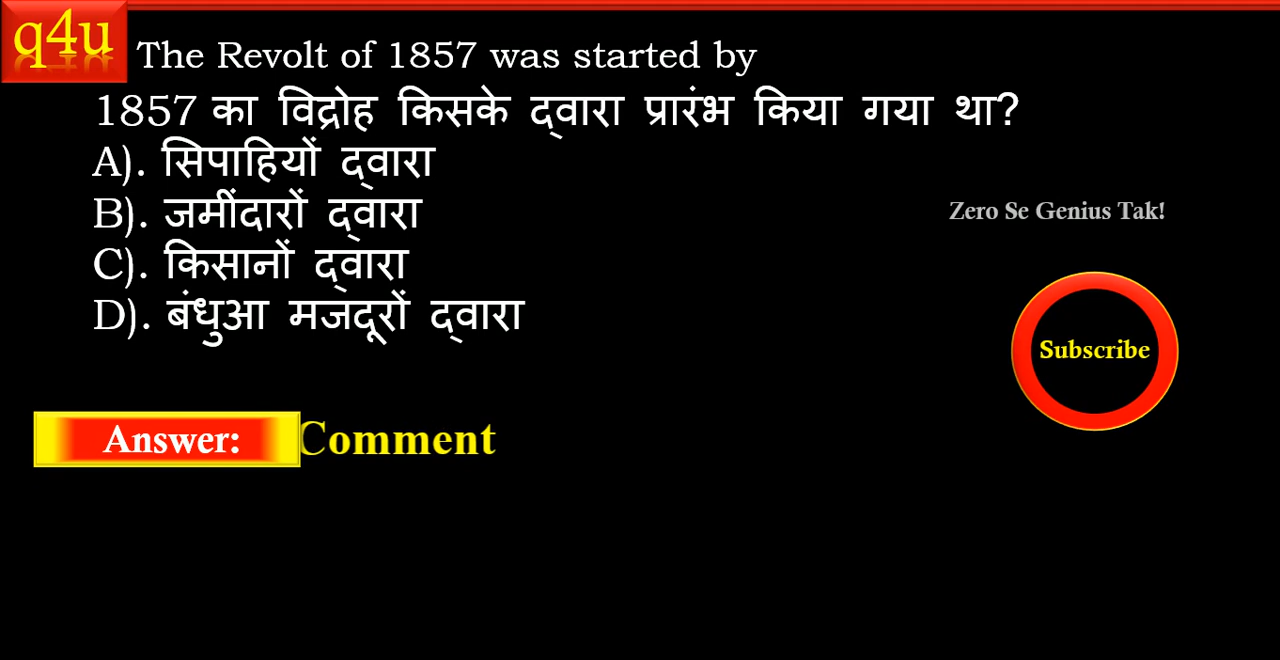 q4u
The Revolt of 1857 was started by
1857 का विद्रोह किसके द्वारा प्रारंभ किया गया था?
A). सिपाहियों द्वारा
B). जमींदारों द्वारा
Zero Se Genius Tak!
C). किसानों द्वारा
D). बंधुआ मजदूरों द्वारा
Subscribe
Answer: Comment